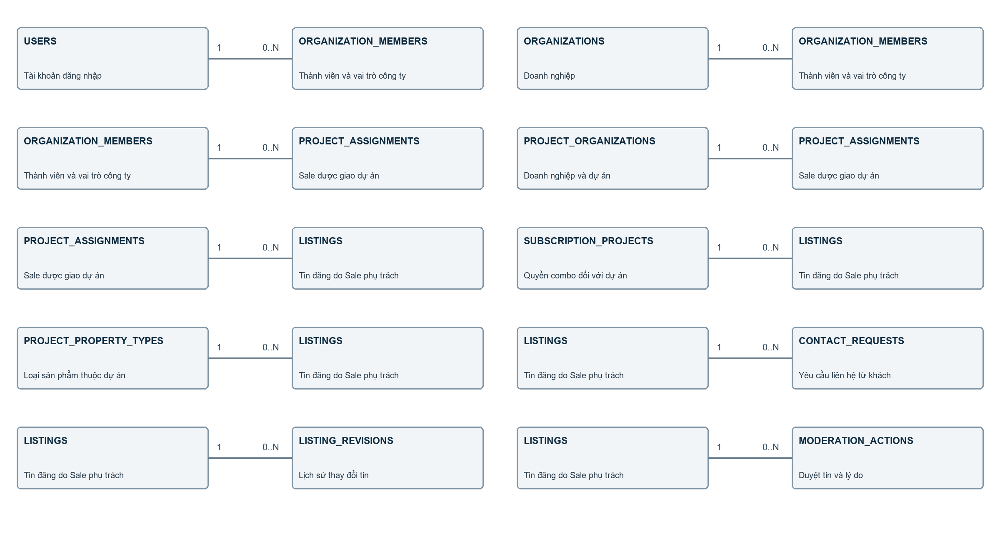 USERS
1
0..N
ORGANIZATION_MEMBERS
Tài khoản đăng nhập
Thành viên và vai trò công ty
ORGANIZATIONS
1
0..N
ORGANIZATION_MEMBERS
Doanh nghiệp
Thành viên và vai trò công ty
ORGANIZATION_MEMBERS
1
0..N
PROJECT_ASSIGNMENTS
Thành viên và vai trò công ty
Sale được giao dự án
PROJECT_ORGANIZATIONS
1
0..N
PROJECT_ASSIGNMENTS
Doanh nghiệp và dự án
Sale được giao dự án
PROJECT_ASSIGNMENTS
1
0..N
LISTINGS
Sale được giao dự án
Tin đăng do Sale phụ trách
SUBSCRIPTION_PROJECTS
1
0..N
LISTINGS
Quyền combo đối với dự án
Tin đăng do Sale phụ trách
PROJECT_PROPERTY_TYPES
1
0..N
LISTINGS
Loại sản phẩm thuộc dự án
Tin đăng do Sale phụ trách
LISTINGS
1
0..N
CONTACT_REQUESTS
Tin đăng do Sale phụ trách
Yêu cầu liên hệ từ khách
LISTINGS
1
0..N
LISTING_REVISIONS
Tin đăng do Sale phụ trách
Lịch sử thay đổi tin
LISTINGS
1
0..N
MODERATION_ACTIONS
Tin đăng do Sale phụ trách
Duyệt tin và lý do